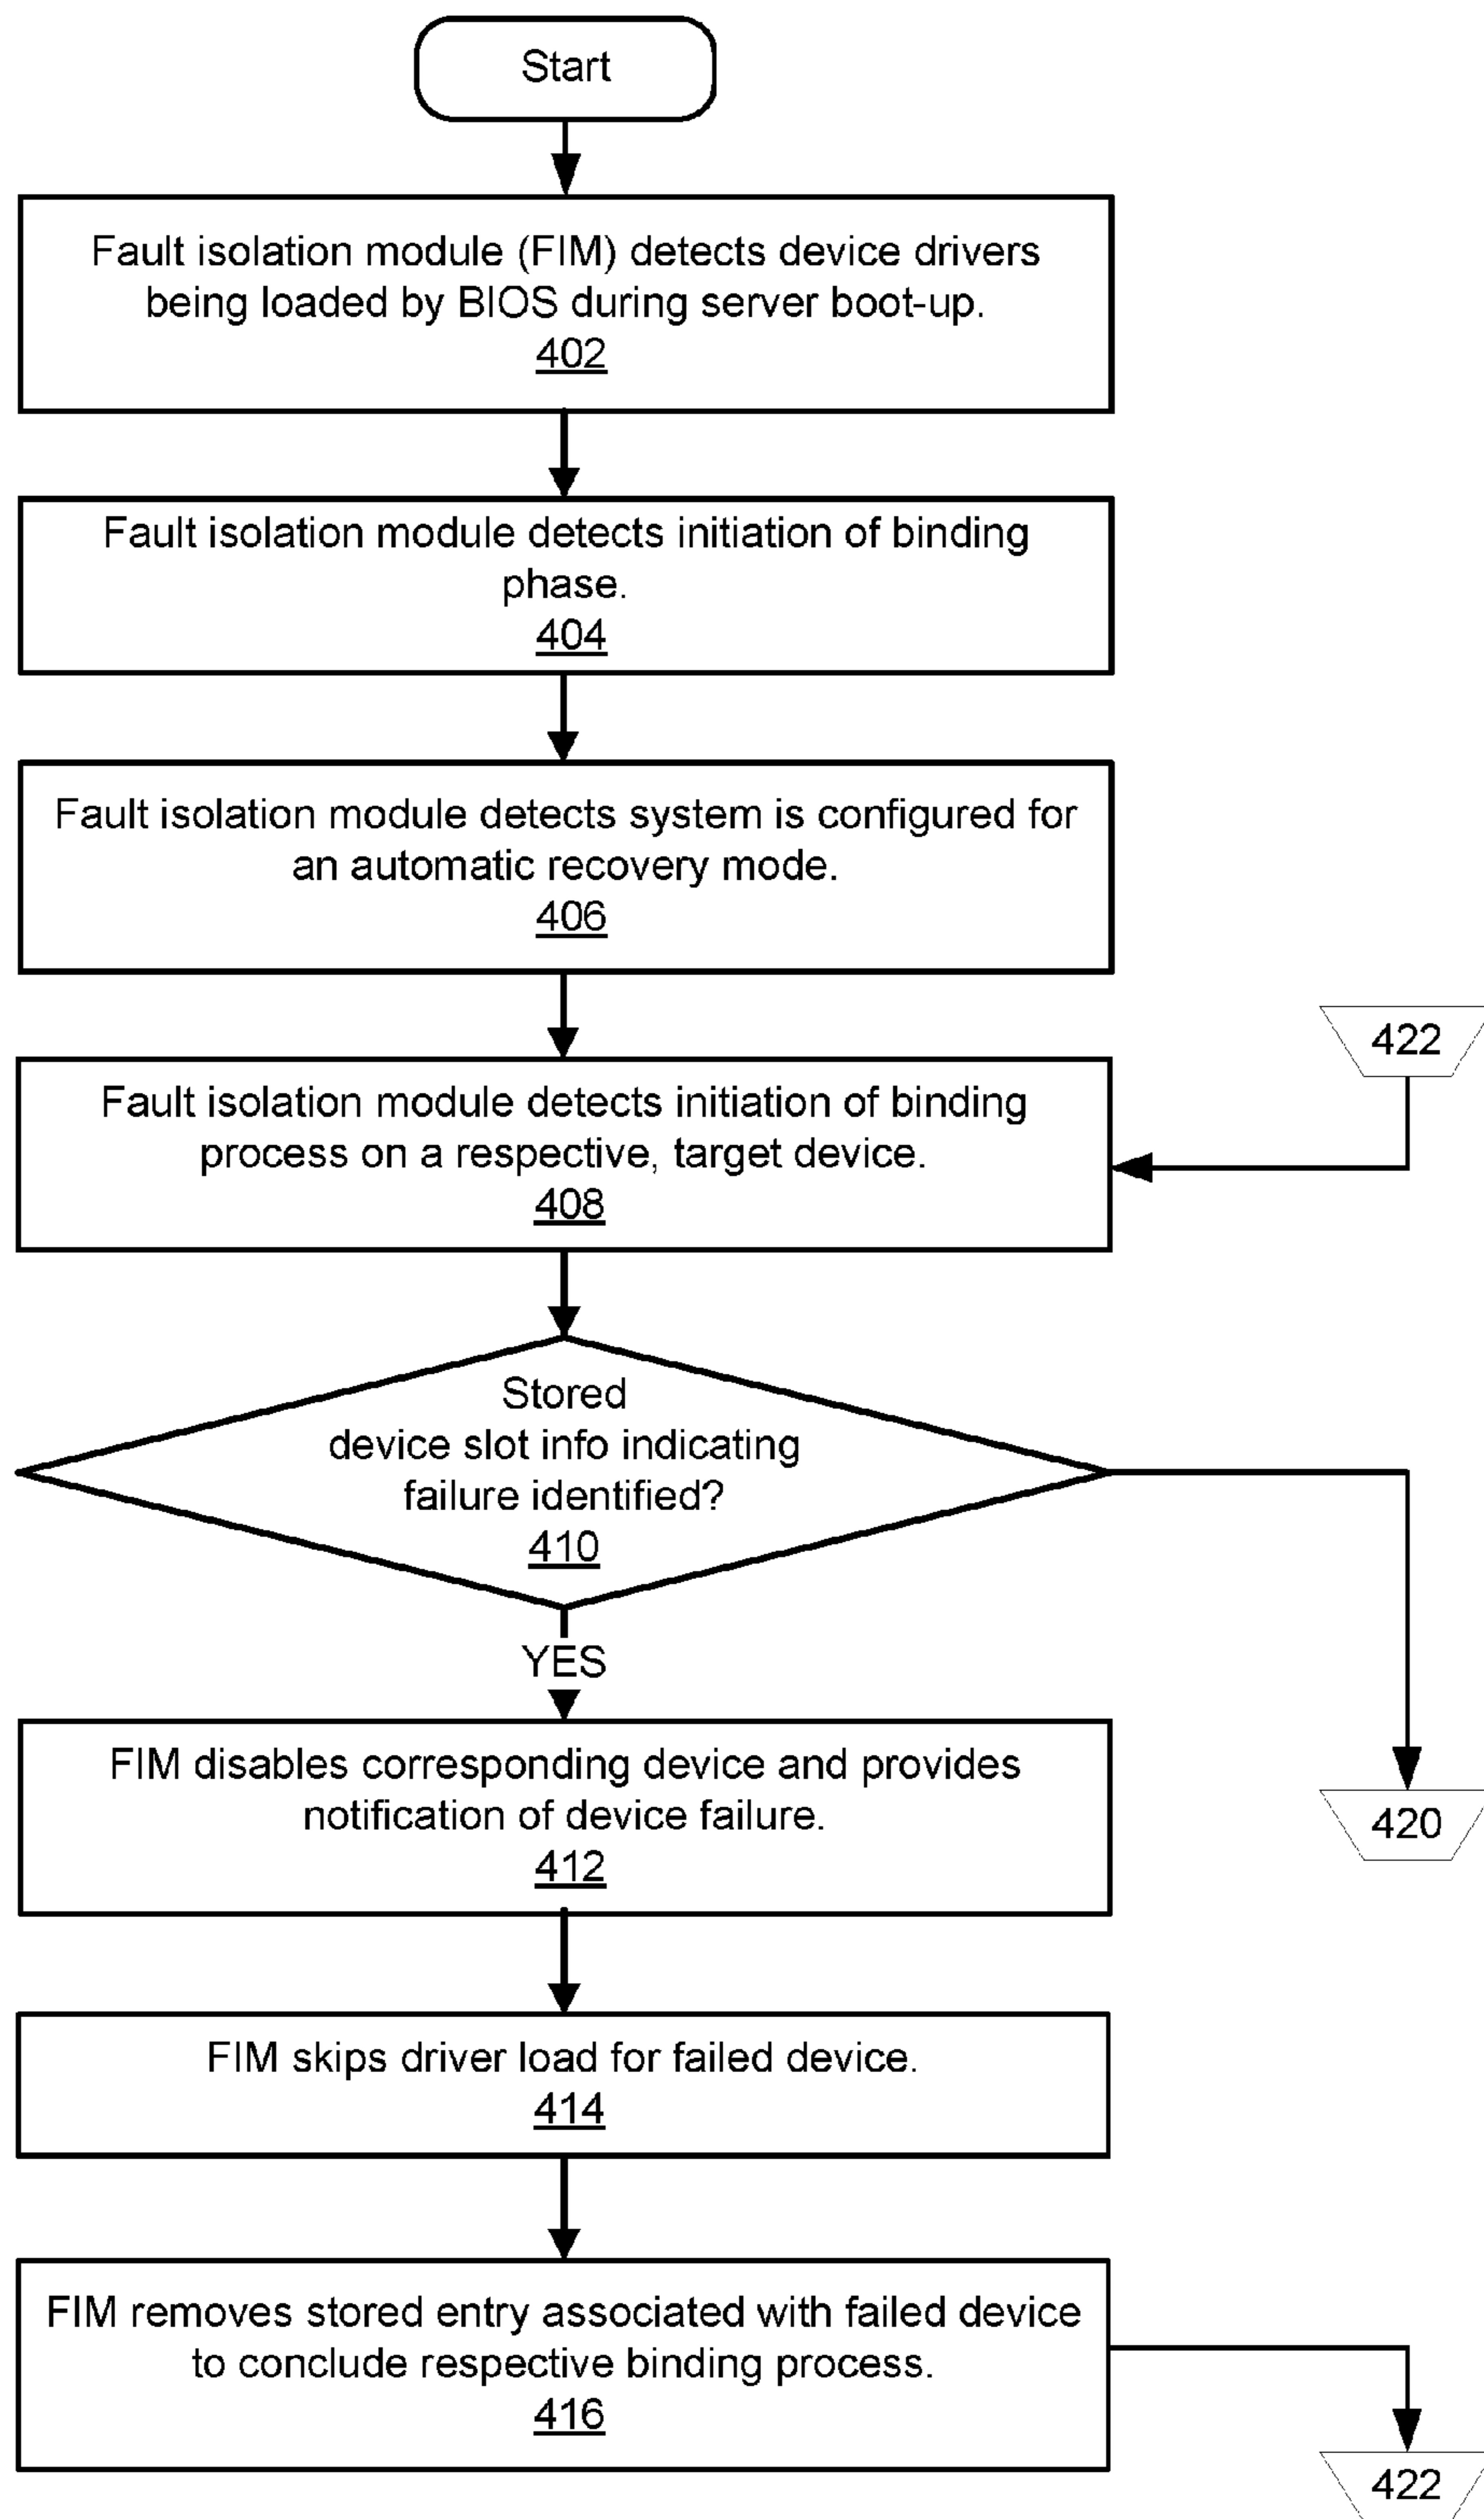 Start
Fault isolation module (FIM) detects device drivers
being loaded by BIOS during server boot-up.
402
Fault isolation module detects initiation of binding
phase.
404
Fault isolation module detects system is configured for
an automatic recovery mode.
406
422
Fault isolation module detects initiation of binding
process on a respective, target device.
408
Stored
device slot info indicating
failure identified?
410
YES
FIM disables corresponding device and provides
notification of device failure.
412
420
FIM skips driver load for failed device.
414
FIM removes stored entry associated with failed device
to conclude respective binding process.
416
422